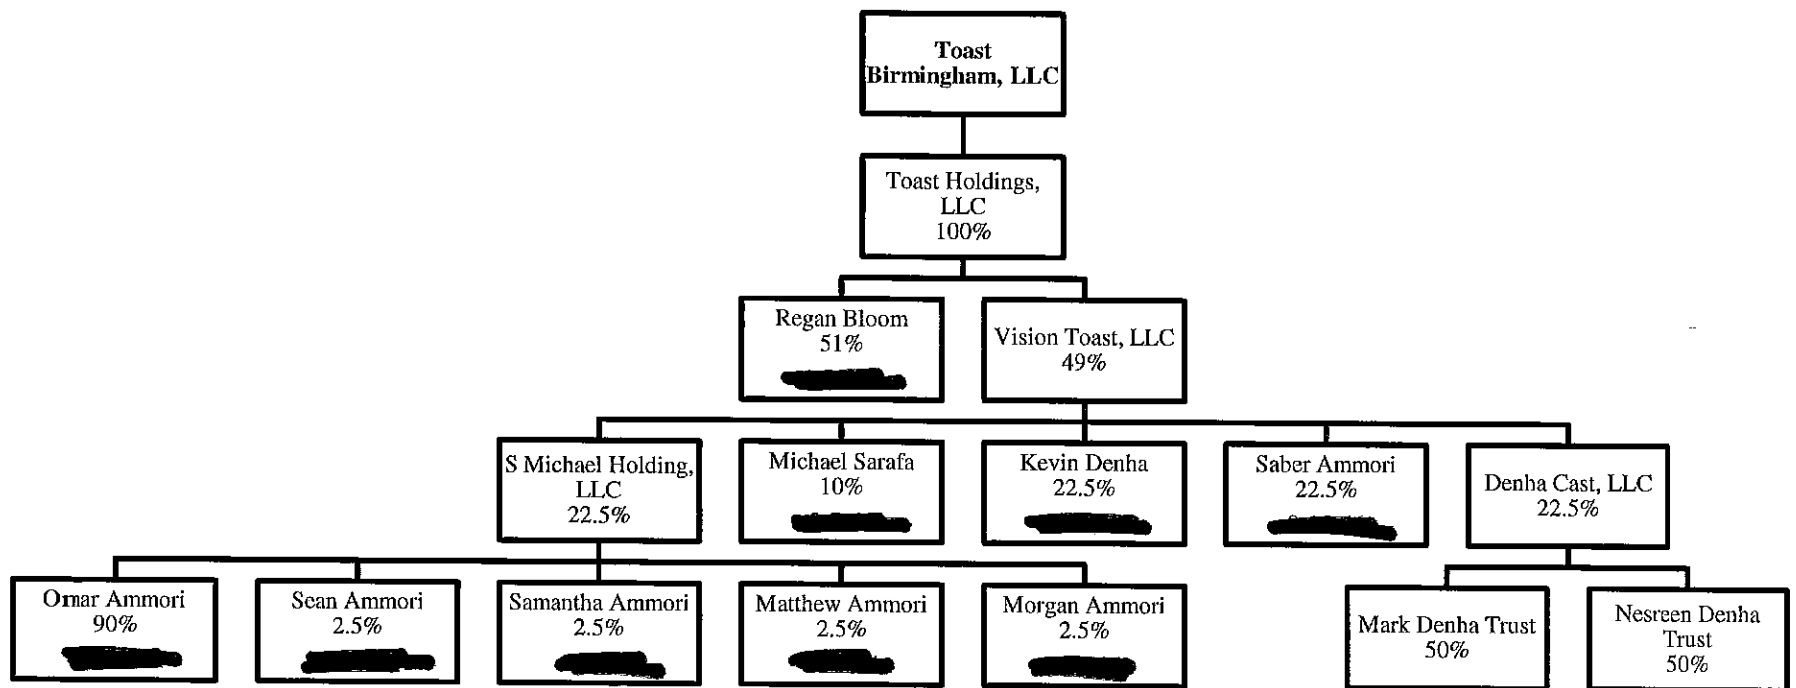 Toast
Birmingham, LLC
Toast Holdings,
LLC
100%
Regan Bloom
51%
Vision Toast, LLC
49%
S Michael Holding,
LLC
22.5%
Michael Sarafa
10%
Kevin Denha
22.5%
Saber Ammori
22.5%
Denha Cast, LLC
22.5%
Omar Ammori
90%
Sean Ammori
2.5%
Samantha Ammori
2.5%
Matthew Ammori
2.5%
Morgan Ammori
2.5%
Mark Denha Trust
50%
Nesreen Denha
Trust
50%